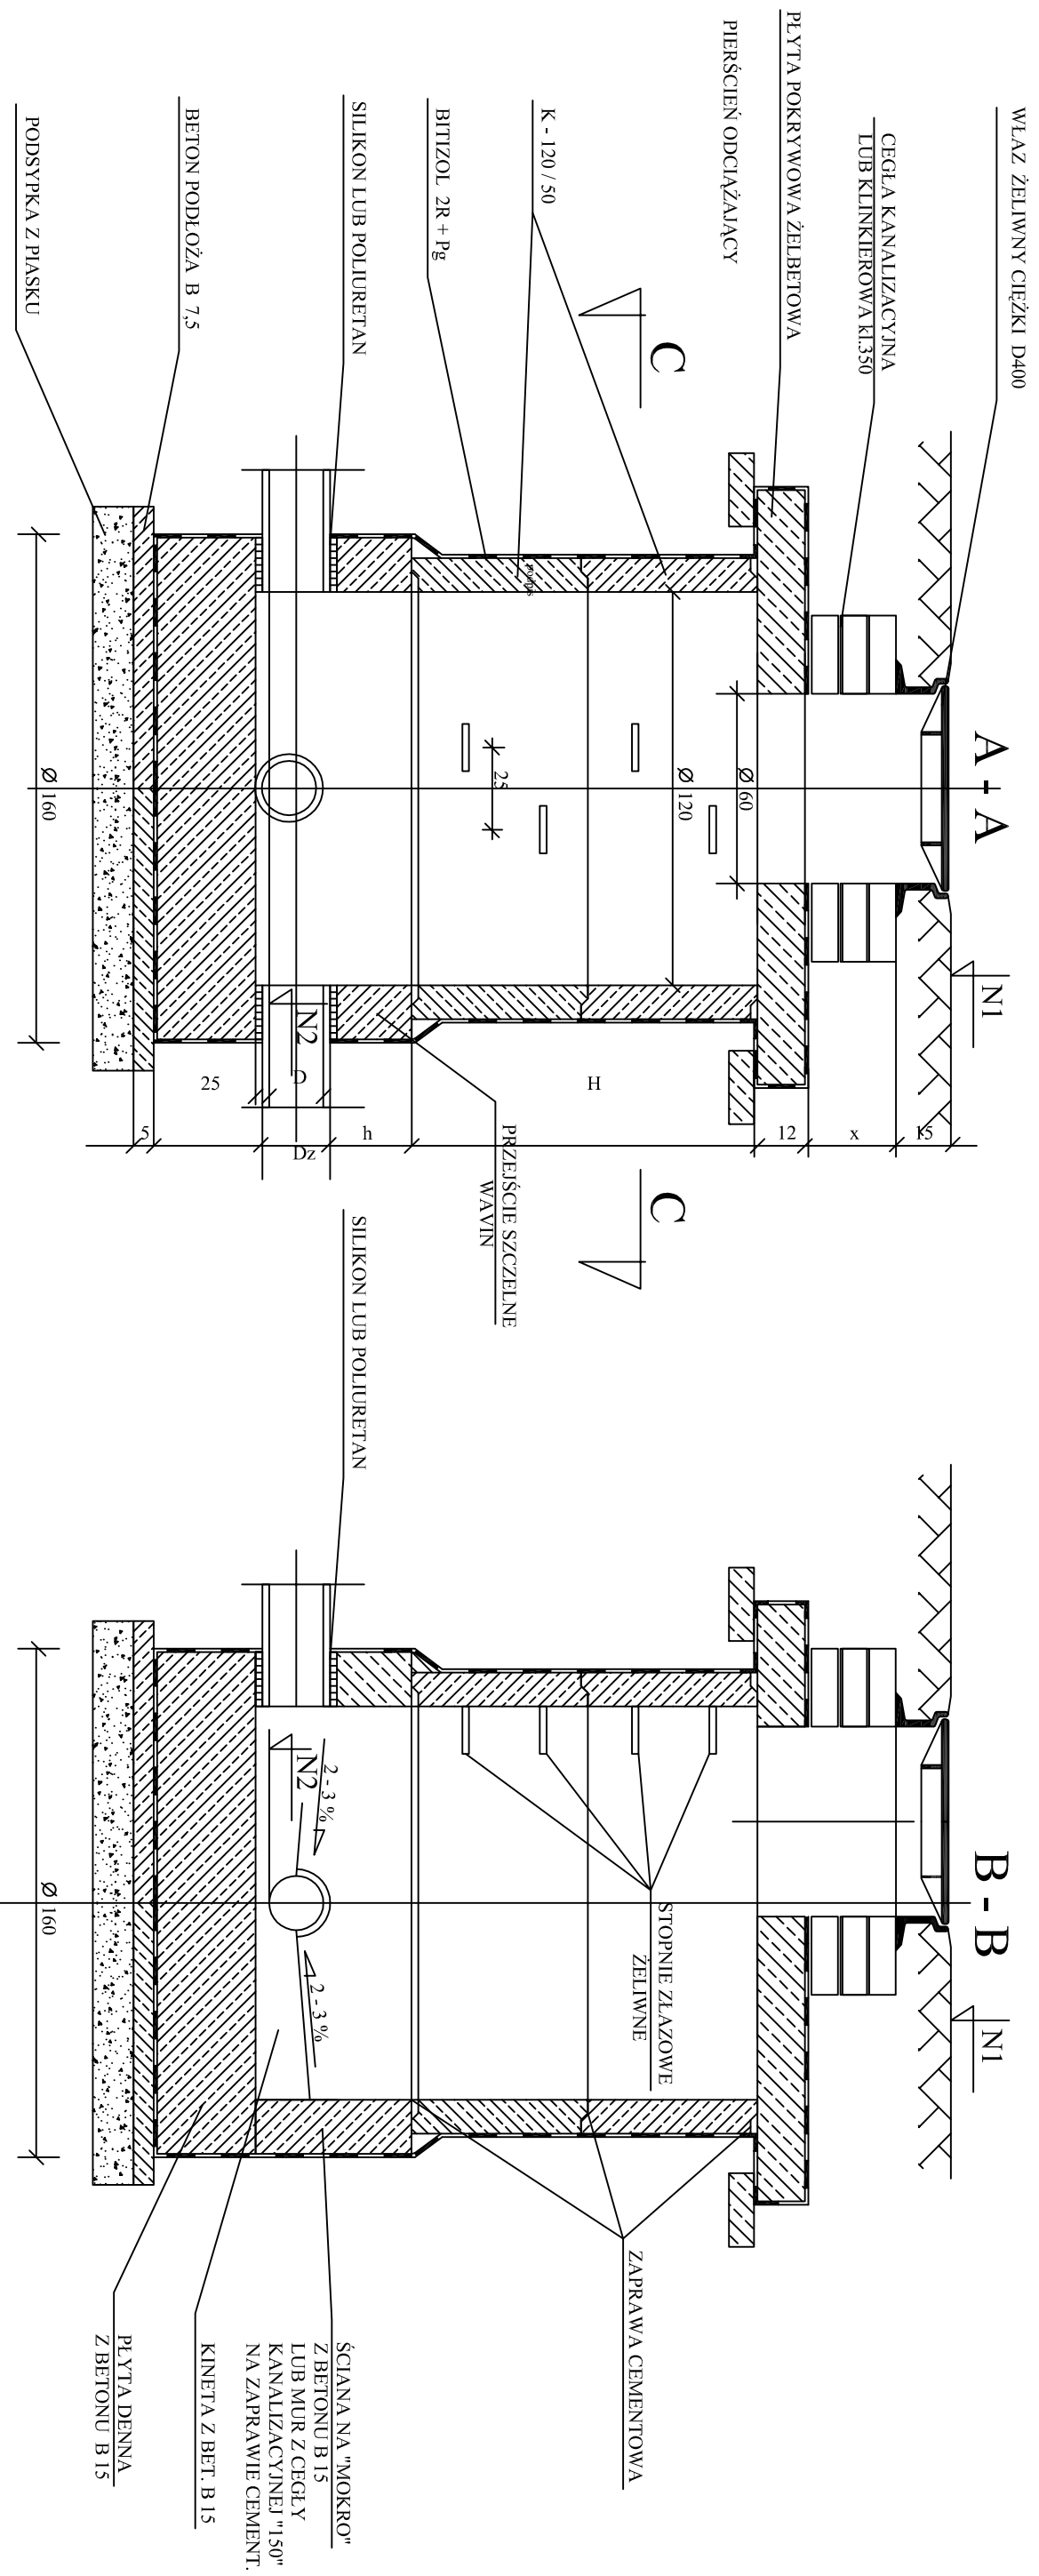 A - A
WŁAZ ŻELIWNY CIĘŻKI D400
CEGŁA KANALIZACYJNA
LUB KLINKIEROWA kl.350
PŁYTA POKRYWOWA ŻELBETOWA
PIERŚCIEŃ ODCIĄŻAJĄCY
K - 120 / 50
BITIZOL 2R + Pg
SILIKON LUB POLIURETAN
BETON PODŁOŻA B 7,5
PODSYPKA Z PIASKU
C
C
N1
N2
Ø 60
Ø 120
25
Ø 160
15
x
12
H
h
D
Dz
25
5
PRZEJŚCIE SZCZELNE
WAVIN
B - B
N1
SILIKON LUB POLIURETAN
N2
2 - 3 %
2 - 3 %
STOPNIE ZŁAZOWE
ŻELIWNE
Ø 160
ZAPRAWA CEMENTOWA
ŚCIANA NA "MOKRO"
Z BETONU B 15
LUB MUR Z CEGŁY
KANALIZACYJNEJ "150"
NA ZAPRAWIE CEMENT.
KINETA Z BET. B 15
PŁYTA DENNA
Z BETONU B 15